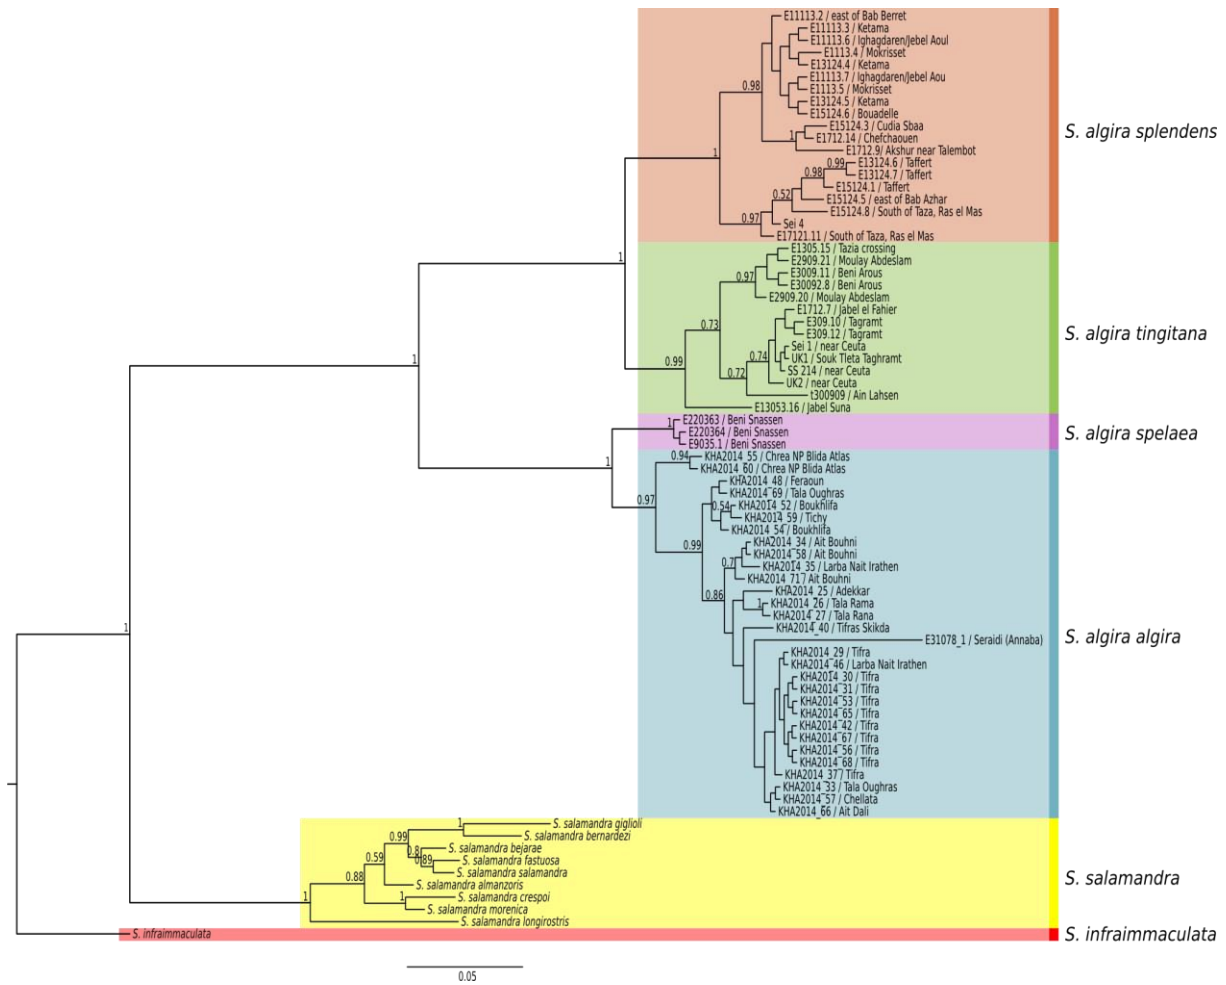 E11113.2 / east of Bab Berret
E11113.3 / Ketama
E11113.6 / Ighagdaren/Jebel Aoul
E1113.4 / Mokrisset
E13124.4 / Ketama
E11113.7 / Ighagdaren/Jebel Aou
E1113.5 / Mokrisset
0.98
E13124.5 / Ketama
E15124.6 / Bouadelle
E15124.3 / Cudia Sbaa
S. algira splendens
1
E1712.14 / Chefchaouen
E1712.9/ Akshur near Talembot
1
E13124.6 / Taffert
0.99
E13124.7 / Taffert
0.98
E15124.1 / Taffert
0.52
E15124.5 / east of Bab Azhar
E15124.8 / South of Taza, Ras el Mas
0.97
Sei 4
E17121.11 / South of Taza, Ras el Mas
E1305.15 / Tazia crossing
1
E2909.21 / Moulay Abdeslam
E3009.11 / Beni Arous
0.97
E30092.8 / Beni Arous
E2909.20 / Moulay Abdeslam
E1712.7 / Jabel el Fahier
E309.10 / Tagramt
0.73
E309.12 / Tagramt
S. algira tingitana
Sei 1 / near Ceuta
UK1 / Souk Tleta Taghramt
0.74
1
0.99
SS 214 / near Ceuta
0.72
UK2 / near Ceuta
t300909 / Ain Lahsen
E13053.16 / Jabel Suna
E220363 / Beni Snassen
1
E220364 / Beni Snassen
S. algira spelaea
E9035.1 / Beni Snassen
KHA2014_55 / Chrea NP Blida Atlas
0.94
1
KHA2014_60 / Chrea NP Blida Atlas
KHA2014_48 / Feraoun
KHA2014_69 / Tala Oughras
0.97
KHA2014_52 / Boukhlifa
0.54
KHA2014_59 / Tichy
KHA2014_54 / Boukhlifa
KHA2014_34 / Ait Bouhni
0.99
KHA2014_58 / Ait Bouhni
0.7
KHA2014_35 / Larba Nait Irathen
KHA2014_71 / Ait Bouhni
KHA2014_25 / Adekkar
0.86
KHA2014_26 / Tala Rama
1
KHA2014_27 / Tala Rana
KHA2014_40 / Tifras Skikda
1
E31078_1 / Seraidi (Annaba)
S. algira algira
KHA2014_29 / Tifra
KHA2014_46 / Larba Nait Irathen
KHA2014_30 / Tifra
KHA2014_31 / Tifra
KHA2014_53 / Tifra
KHA2014_65 / Tifra
KHA2014_42 / Tifra
KHA2014_67 / Tifra
KHA2014_56 / Tifra
KHA2014_68 / Tifra
KHA2014_37 / Tifra
KHA2014_33 / Tala Oughras
KHA2014_57 / Chellata
KHA2014_66 / Ait Dali
S. salamandra giglioli
1
S. salamandra bernardezi
0.99
S. salamandra bejarae
0.8
0.59
S. salamandra fastuosa
0.89
S. salamandra salamandra
0.88
S. salamandra almanzoris
S. salamandra
1
S. salamandra crespoi
1
S. salamandra morenica
S. salamandra longirostris
S. infraimmaculata
S. infraimmaculata
0.05